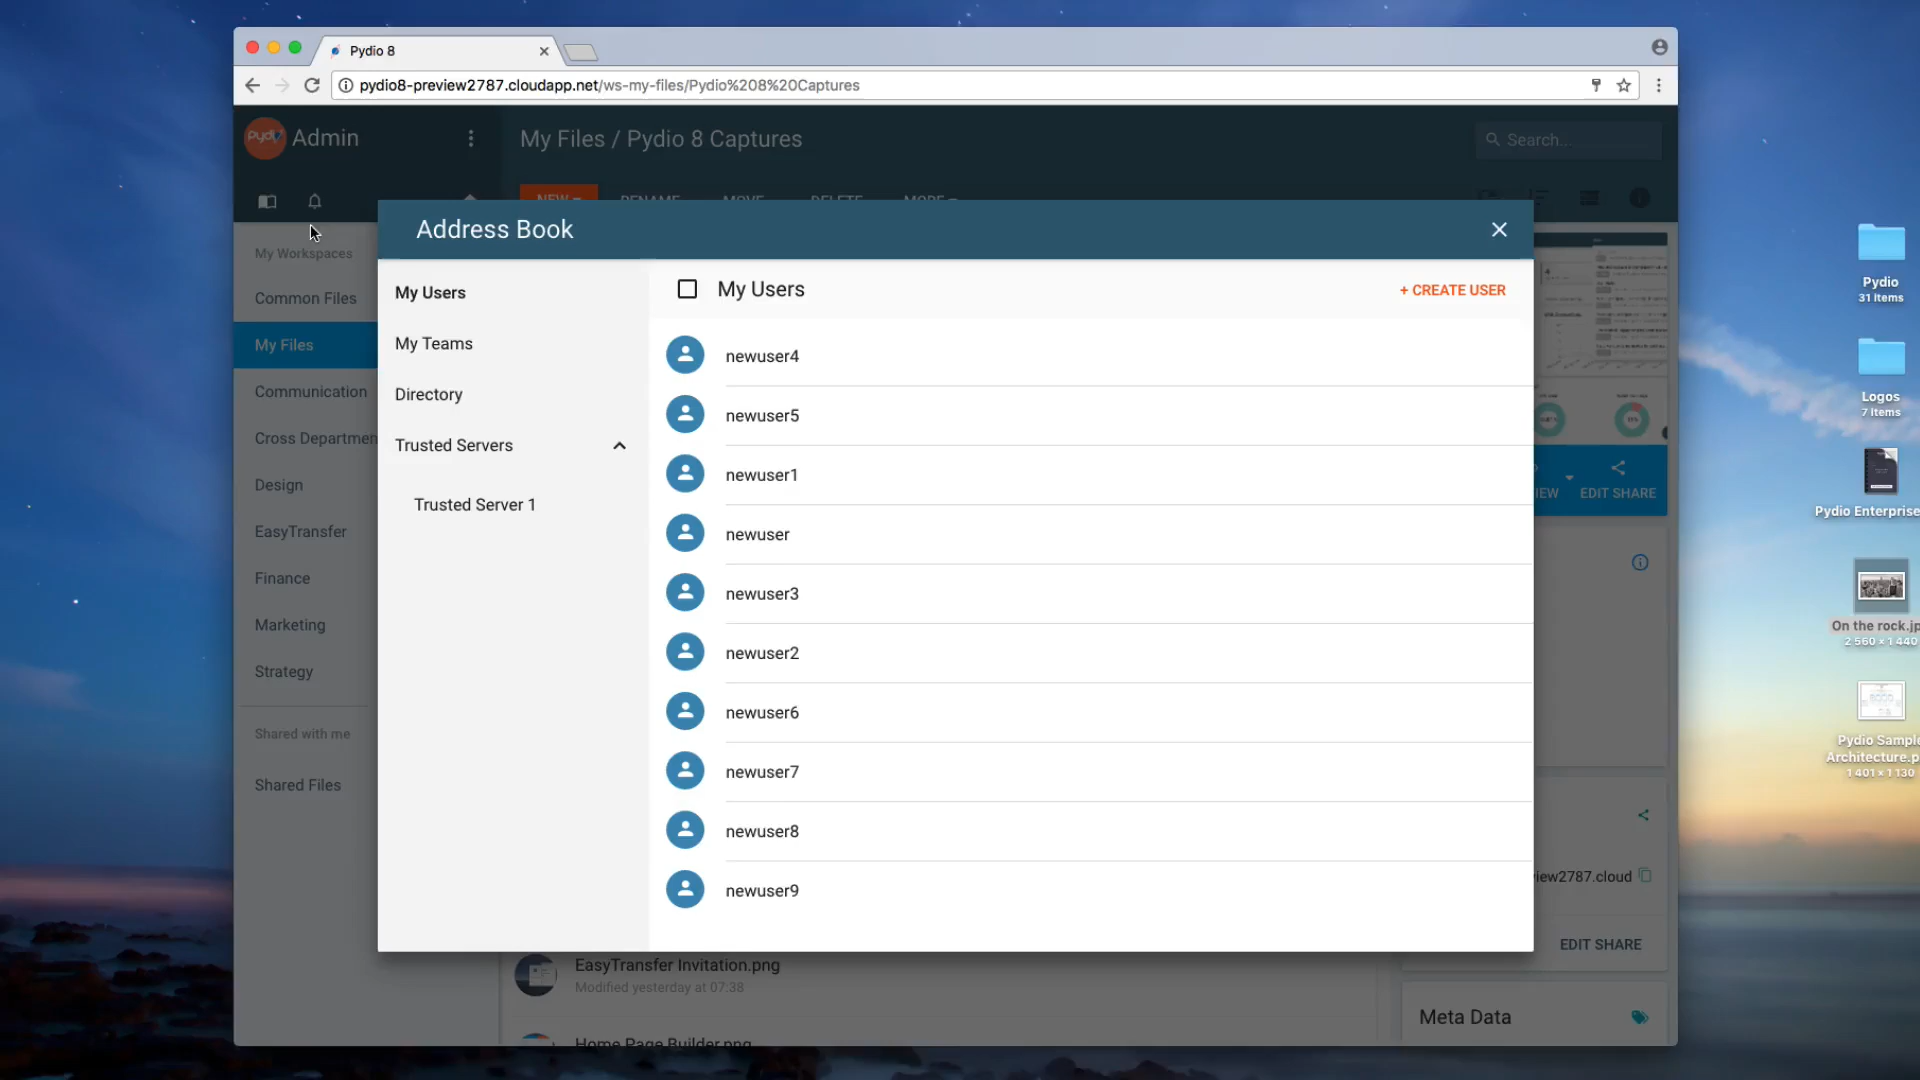 Pydio 8
pydio8-preview2787.cloudapp.net/ws-my-files/Pydio%208%20Captures
pydio Admin
My Files / Pydio 8 Captures
Search...
NEW RENAME MOVE DELETE MORE
Address Book
My Workspaces
Common Files
My Files
Communication
Cross Departmen
Design
EasyTransfer
Finance
Marketing
Strategy
Shared with me
Shared Files
My Users
My Teams
Directory
Trusted Servers
Trusted Server 1
My Users
+ CREATE USER
newuser4
newuser5
newuser1
newuser
newuser3
newuser2
newuser6
newuser7
newuser8
newuser9
EW
EDIT SHARE
iew2787.cloud
EDIT SHARE
Meta Data
EasyTransfer Invitation.png
Modified yesterday at 07:38
Home Page Builder.png
Pydio
31 items
Logos
7 items
Pydio Enterprise
On the rock.jp
2 560 × 1 440
Pydio Sample
Architecture.p
1 401 × 1 130